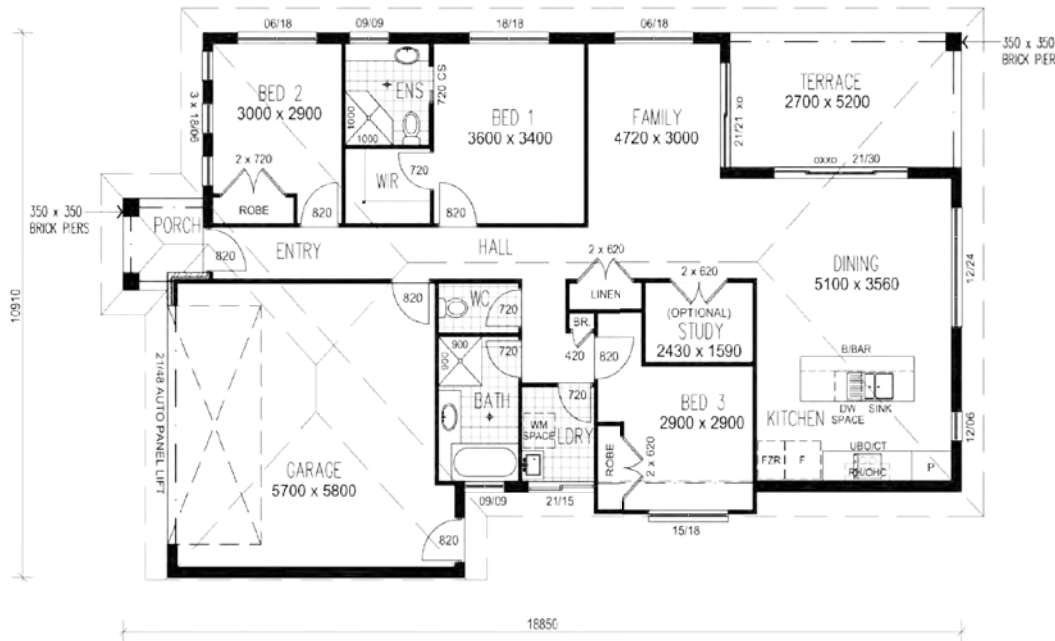 06/18
09/09
18/18
06/18
350 x 350
BRICK PIERS
3 x 18/06
BED 2
3000 x 2900
2 x 720
ROBE
820
ENS
720 CS
1000
1000
WIR
720
BED 1
3600 x 3400
820
FAMILY
4720 x 3000
21/21 xo
TERRACE
2700 x 5200
oxxo 21/30
350 x 350
BRICK PIERS
PORCH
820
ENTRY
HALL
2 x 620
LINEN
2 x 620
(OPTIONAL)
STUDY
2430 x 1590
DINING
5100 x 3560
12/24
10910
820
WC
720
BR.
420
820
21/48 AUTO PANEL LIFT
GARAGE
5700 x 5800
820
900
900
720
BATH
09/09
720
WM
SPACE
LDRY
21/15
BED 3
2900 x 2900
ROBE
2 x 620
15/18
B/BAR
DW
SPACE
SINK
KITCHEN
12/06
FZR
F
UBO/CT
RH/OHC
P
18850